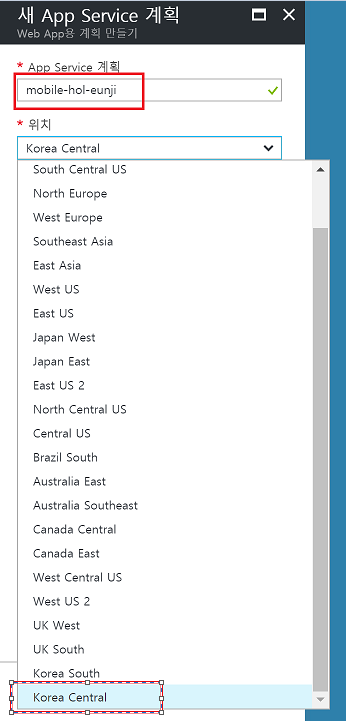 새 App Service 계획
Web App용 계획 만들기
* App Service 계획
mobile-hol-eunji
* 위치
Korea Central
South Central US
North Europe
West Europe
Southeast Asia
East Asia
West US
East US
Japan West
Japan East
East US 2
North Central US
Central US
Brazil South
Australia East
Australia Southeast
Canada Central
Canada East
West Central US
West US 2
UK West
UK South
Korea South
Korea Central